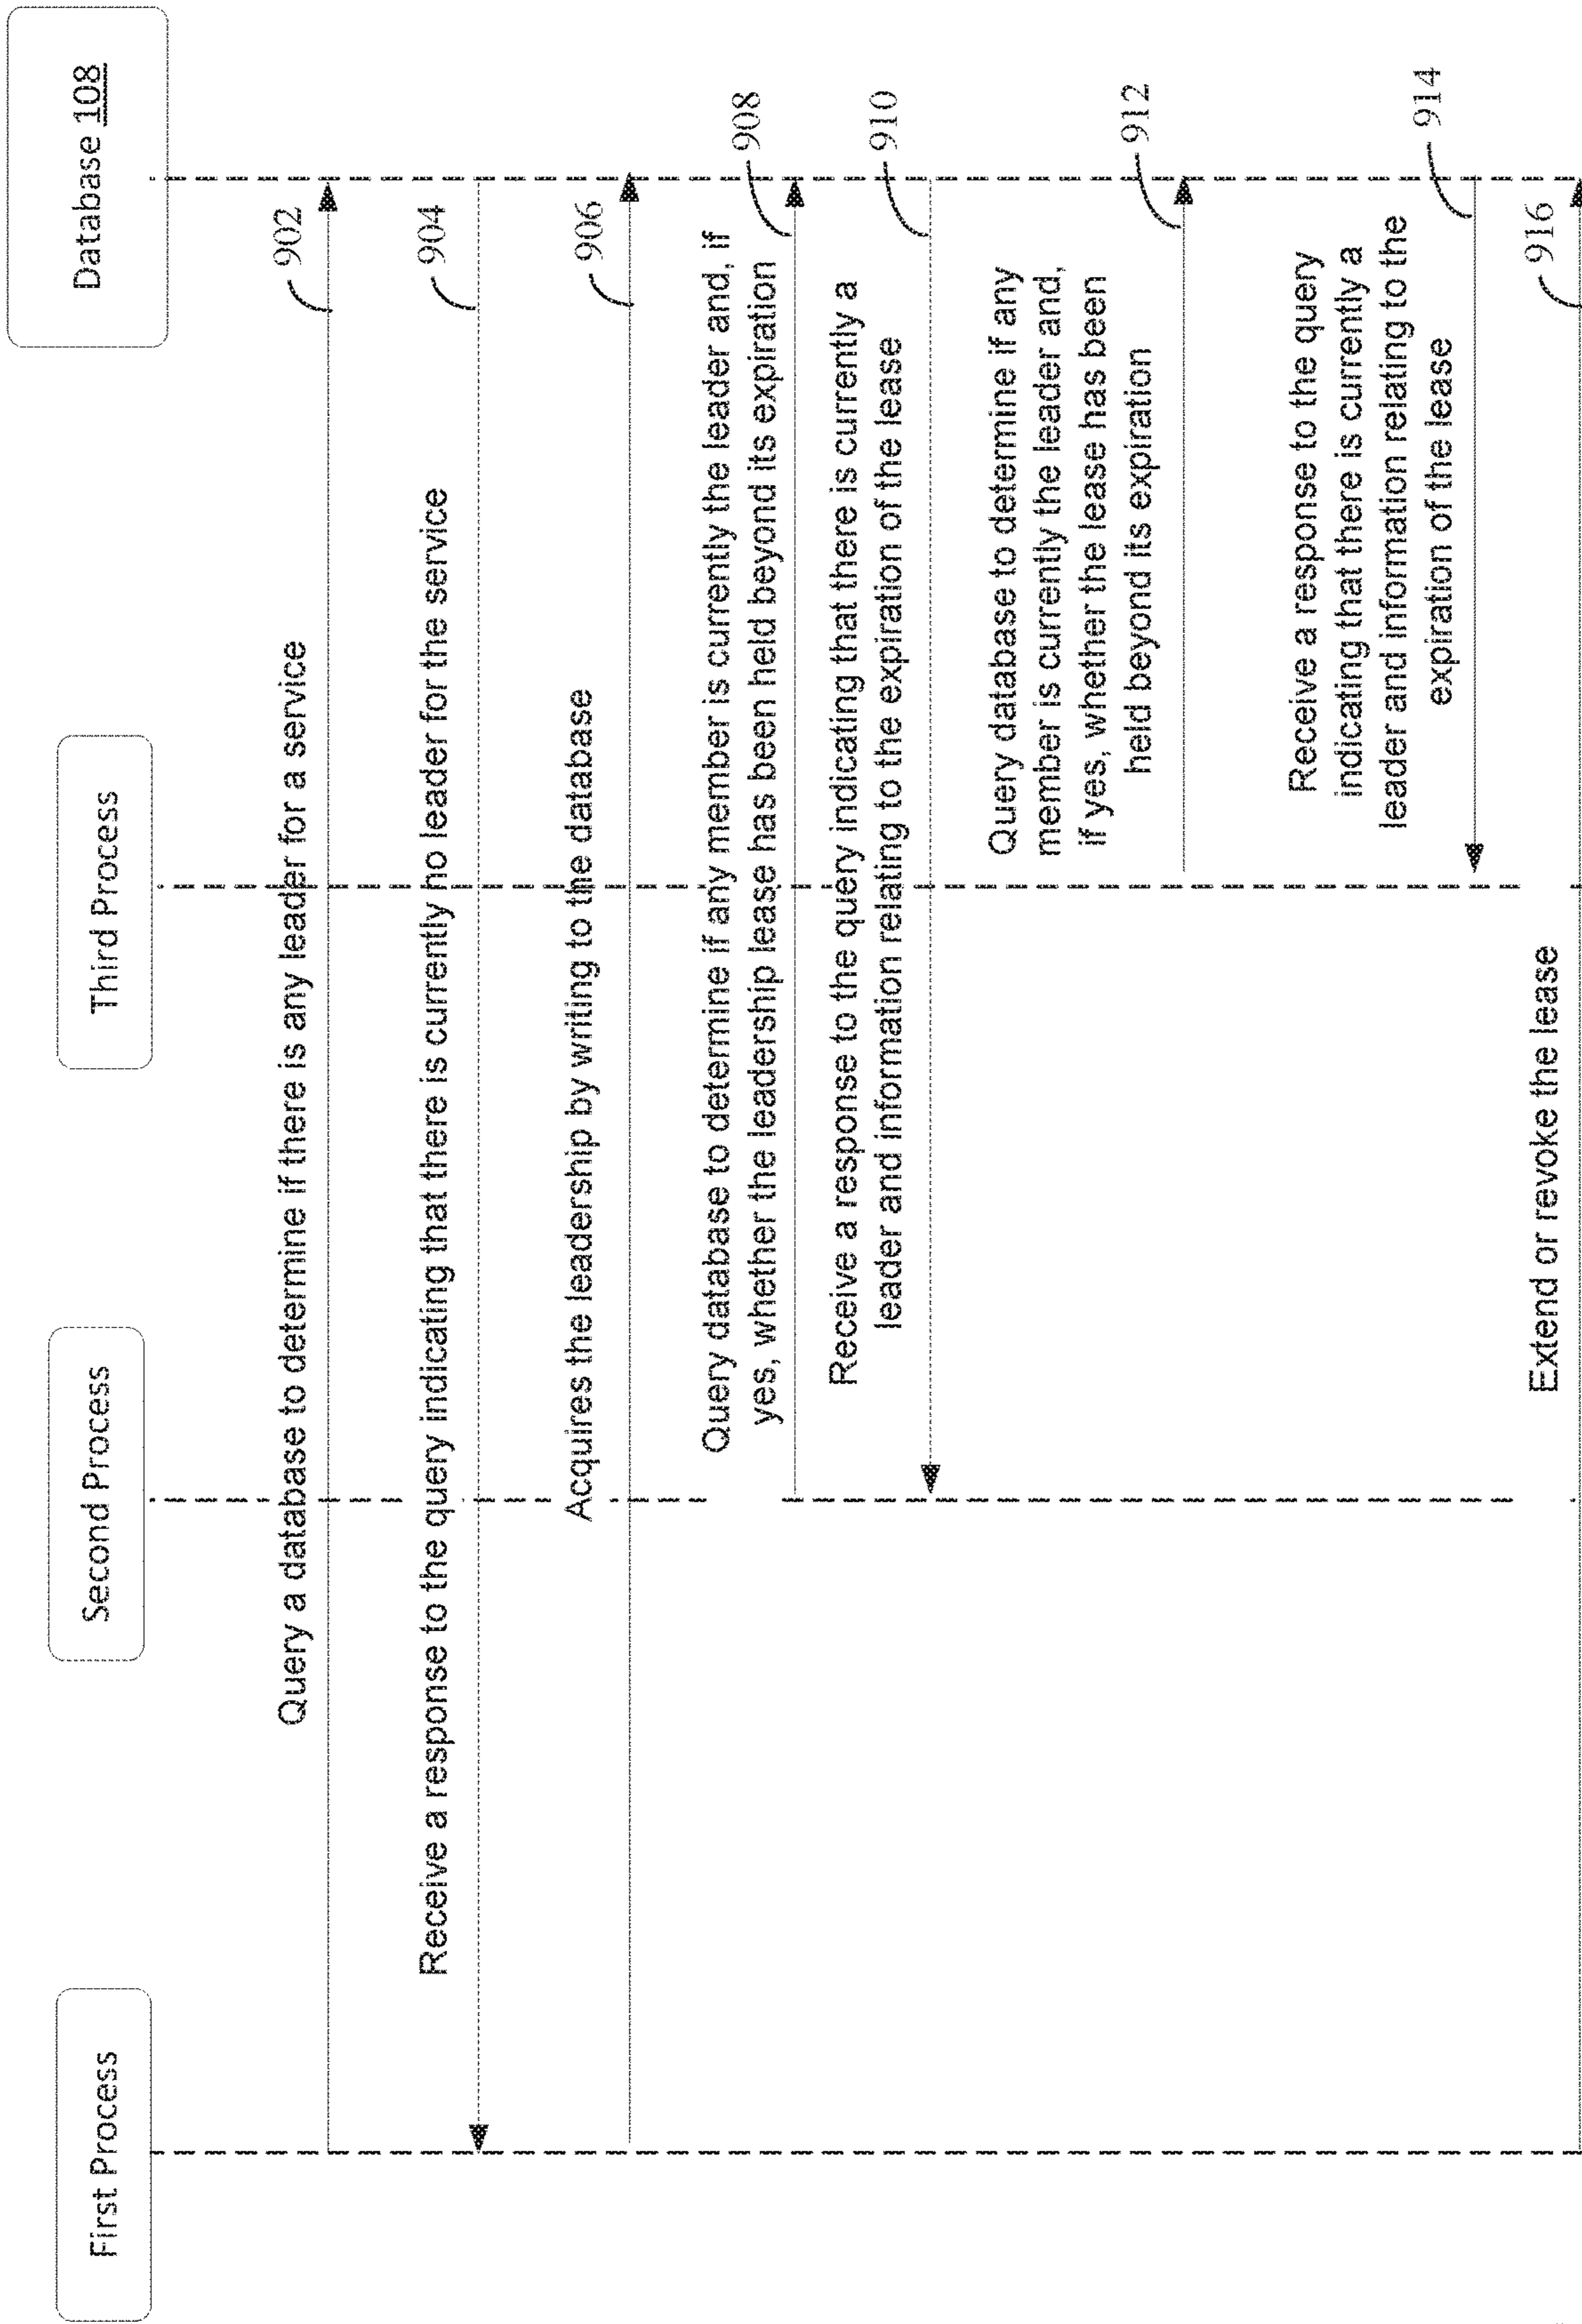 First Process
Second Process
Third Process
Database 108
Query a database to determine if there is any leader for a service
902
Receive a response to the query indicating that there is currently no leader for the service
904
Acquires the leadership by writing to the database
906
Query database to determine if any member is currently the leader and, if
yes, whether the leadership lease has been held beyond its expiration
908
Receive a response to the query indicating that there is currently a
leader and information relating to the expiration of the lease
910
Query database to determine if any
member is currently the leader and,
if yes, whether the lease has been
held beyond its expiration
912
Receive a response to the query
indicating that there is currently a
leader and information relating to the
expiration of the lease
914
Extend or revoke the lease
916